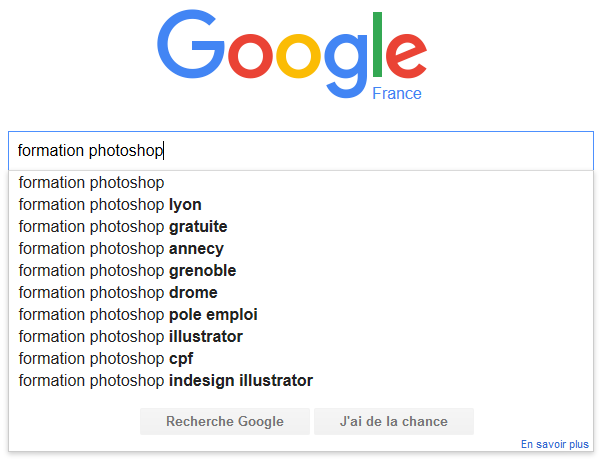 Google
France
formation photoshop
formation photoshop
formation photoshop lyon
formation photoshop gratuite
formation photoshop annecy
formation photoshop grenoble
formation photoshop drome
formation photoshop pole emploi
formation photoshop illustrator
formation photoshop cpf
formation photoshop indesign illustrator
Recherche Google J'ai de la chance
En savoir plus